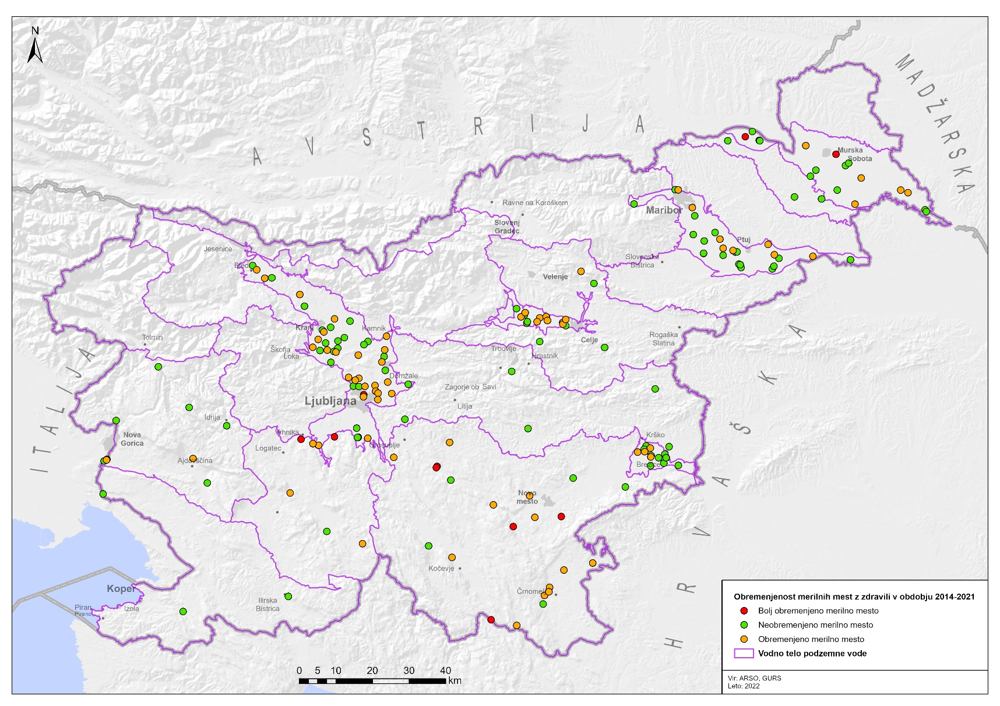 N
A V S T R I J A
M A D Ž A R S K A
Murska
Sobota
Ravne na Koroškem
Maribor
Slovenj
Gradec
Jesenice
Ptuj
Bled
Slovenska
Bistrica
Velenje
Kranj
Kamnik
Tolmin
Celje
Rogaška
Slatina
Škofja
Loka
Trbovlje
Hrastnik
I T A L I J A
Domžale
Zagorje ob Savi
Ljubljana
Litija
Idrija
H R V A Š K A
Nova
Gorica
Vrhnika
Logatec
Grosuplje
Krško
Ajdovščina
Brežice
Novo
mesto
Kočevje
Koper
Črnomelj
Ilirska
Bistrica
Piran
Pirano
Izola
Obremenjenost merilnih mest z zdravili v obdobju 2014-2021
Bolj obremenjeno merilno mesto
Neobremenjeno merilno mesto
Obremenjeno merilno mesto
Vodno telo podzemne vode
0 5 10 20 30 40
km
Vir: ARSO, GURS
Leto: 2022